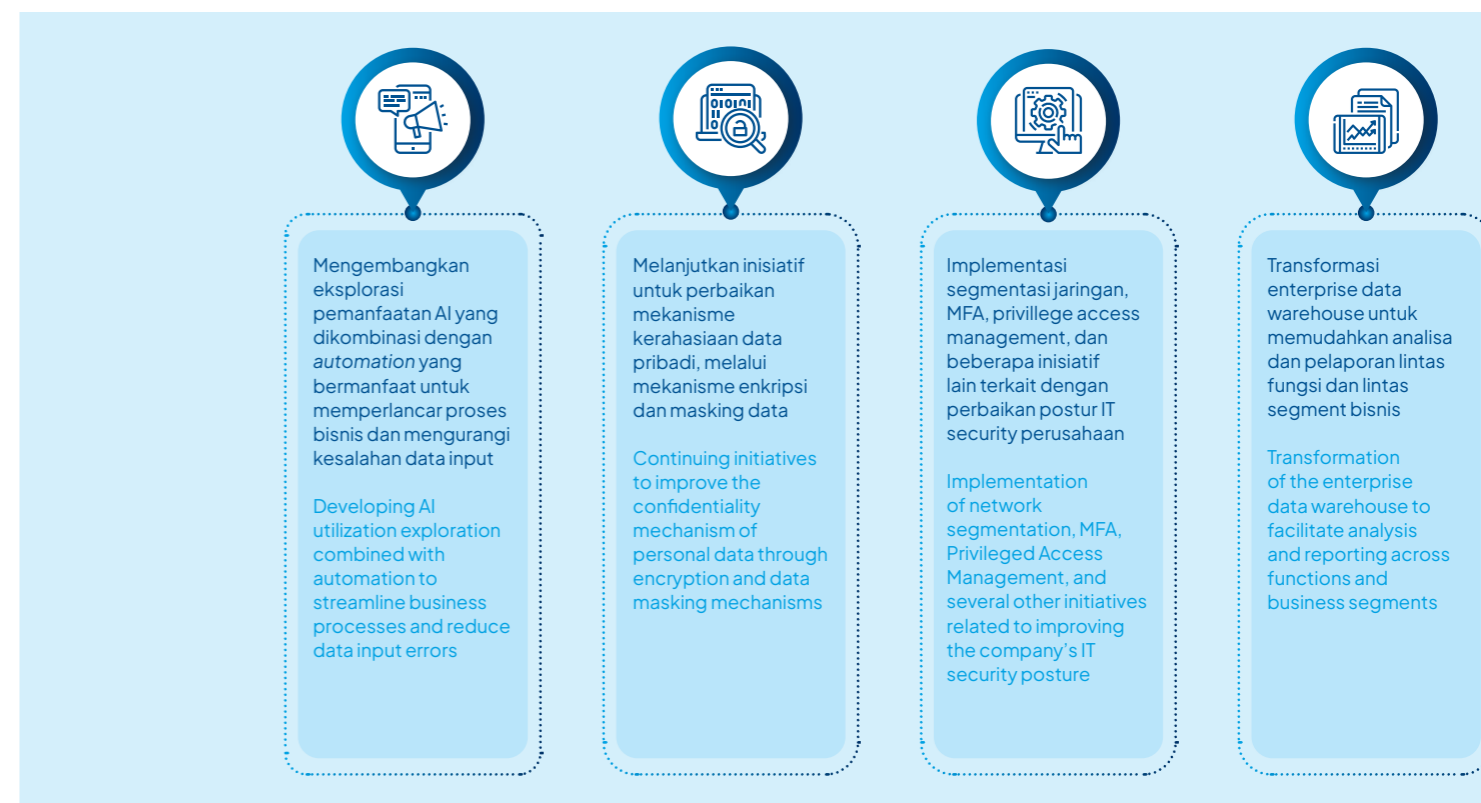 Mengembangkan
eksplorasi
pemanfaatan AI yang
dikombinasi dengan
automation yang
bermanfaat untuk
memperlancar proses
bisnis dan mengurangi
kesalahan data input
Developing AI
utilization exploration
combined with
automation to
streamline business
processes and reduce
data input errors
Melanjutkan inisiatif
untuk perbaikan
mekanisme
kerahasiaan data
pribadi, melalui
mekanisme enkripsi
dan masking data
Continuing initiatives
to improve the
confidentiality
mechanism of
personal data through
encryption and data
masking mechanisms
Implementasi
segmentasi jaringan,
MFA, privillege access
management, dan
beberapa inisiatif
lain terkait dengan
perbaikan postur IT
security perusahaan
Implementation
of network
segmentation, MFA,
Privileged Access
Management, and
several other initiatives
related to improving
the company's IT
security posture
Transformasi
enterprise data
warehouse untuk
memudahkan analisa
dan pelaporan lintas
fungsi dan lintas
segment bisnis
Transformation
of the enterprise
data warehouse to
facilitate analysis
and reporting across
functions and
business segments